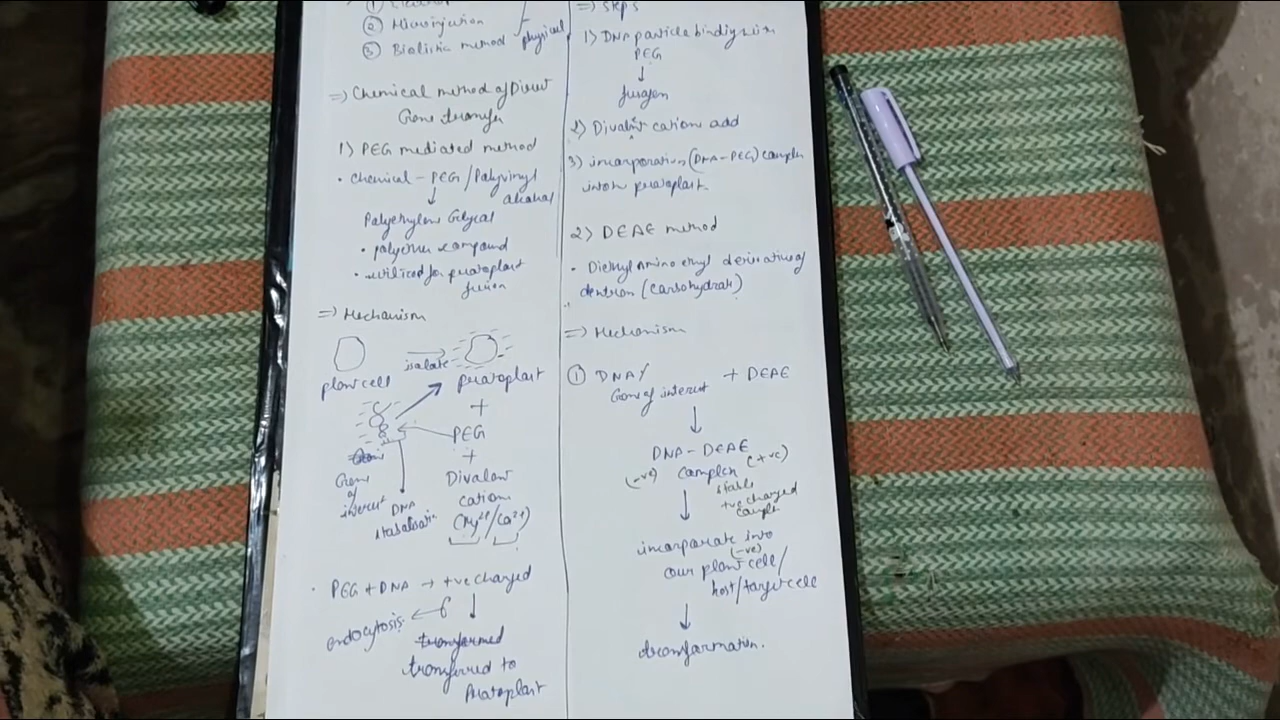 ② Microinjection
③ Biolistic method
physical
=) Chemical method of Direct
Gene transfer
1) PEG mediated method
• Chemical - PEG / Polyvinyl
alcohol
↓
Polyethylene Glycol
• polyether compound
• utilized for protoplast
fusion
=) Mechanism
plant cell
isolate
protoplast
+
PEG
+
Divalent
cation
(Mg2+/Ca2+)
Gene
of
interest
DNA
• PEG + DNA → +ve charged
endocytosis
↓
transferred to
Protoplast
=) Steps
1) DNA particle binding in
PEG
↓
fusogen
2) Divalent cation add
3) incorporation (DNA-PEG) complex
into protoplast.
2) DEAE method
• Diethyl amino ethyl derivative of
dextran (carbohydrate)
=) Mechanism
① DNA/
Gene of interest
+ DEAE
↓
DNA - DEAE
(-ve) complex (+ve)
↓
stable
+ve charged
complex
incorporate into
(-ve)
our plant cell/
host/target cell
↓
transformation.